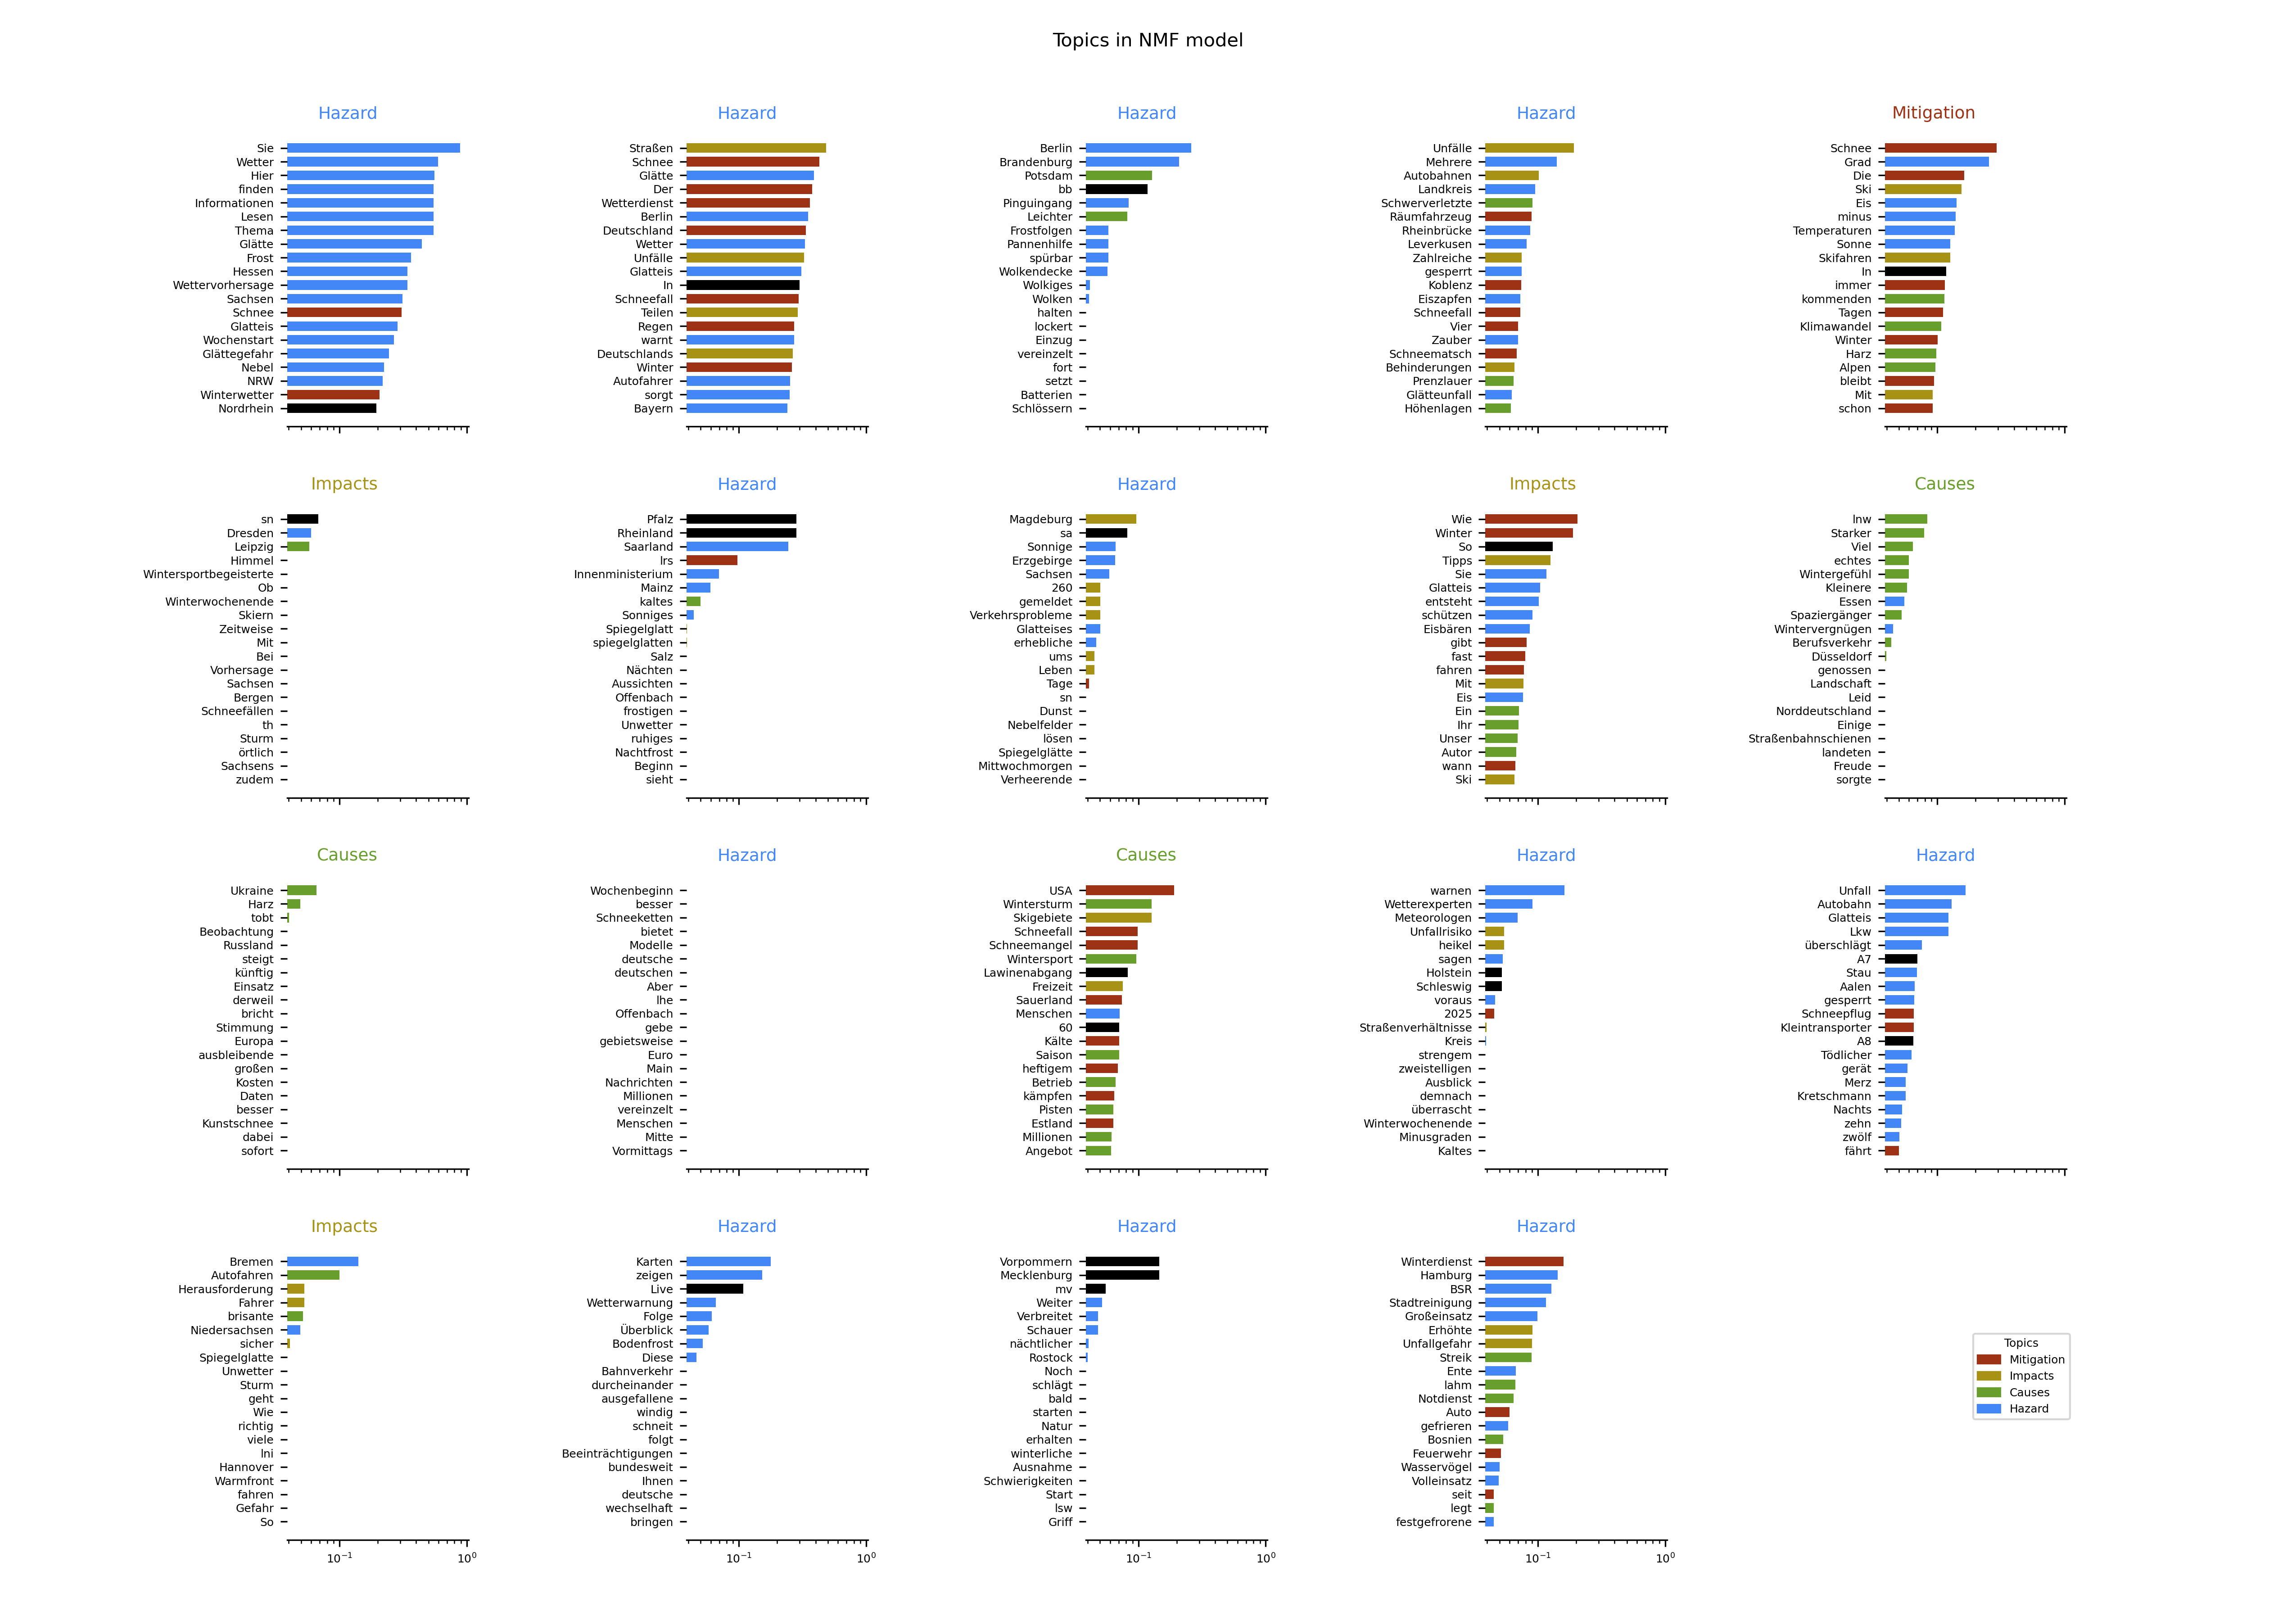 Topics in NMF model
Hazard
Sie
Wetter
Hier
finden
Informationen
Lesen
Thema
Glätte
Frost
Hessen
Wettervorhersage
Sachsen
Schnee
Glatteis
Wochenstart
Glättegefahr
Nebel
NRW
Winterwetter
Nordrhein
Hazard
Straßen
Schnee
Glätte
Der
Wetterdienst
Berlin
Deutschland
Wetter
Unfälle
Glatteis
In
Schneefall
Teilen
Regen
warnt
Deutschlands
Winter
Autofahrer
sorgt
Bayern
Hazard
Berlin
Brandenburg
Potsdam
bb
Pinguingang
Leichter
Frostfolgen
Pannenhilfe
spürbar
Wolkendecke
Wolkiges
Wolken
halten
lockert
Einzug
vereinzelt
fort
setzt
Batterien
Schlössern
Hazard
Unfälle
Mehrere
Autobahnen
Landkreis
Schwerverletzte
Räumfahrzeug
Rheinbrücke
Leverkusen
Zahlreiche
gesperrt
Koblenz
Eiszapfen
Schneefall
Vier
Zauber
Schneematsch
Behinderungen
Prenzlauer
Glätteunfall
Höhenlagen
Mitigation
Schnee
Grad
Die
Ski
Eis
minus
Temperaturen
Sonne
Skifahren
In
immer
kommenden
Tagen
Klimawandel
Winter
Harz
Alpen
bleibt
Mit
schon
Impacts
sn
Dresden
Leipzig
Himmel
Wintersportbegeisterte
Ob
Winterwochenende
Skiern
Zeitweise
Mit
Bei
Vorhersage
Sachsen
Bergen
Schneefällen
th
Sturm
örtlich
Sachsens
zudem
Hazard
Pfalz
Rheinland
Saarland
lrs
Innenministerium
Mainz
kaltes
Sonniges
Spiegelglatt
spiegelglatten
Salz
Nächten
Aussichten
Offenbach
frostigen
Unwetter
ruhiges
Nachtfrost
Beginn
sieht
Hazard
Magdeburg
sa
Sonnige
Erzgebirge
Sachsen
260
gemeldet
Verkehrsprobleme
Glatteises
erhebliche
ums
Leben
Tage
sn
Dunst
Nebelfelder
lösen
Spiegelglätte
Mittwochmorgen
Verheerende
Impacts
Wie
Winter
So
Tipps
Sie
Glatteis
entsteht
schützen
Eisbären
gibt
fast
fahren
Mit
Eis
Ein
Ihr
Unser
Autor
wann
Ski
Causes
lnw
Starker
Viel
echtes
Wintergefühl
Kleinere
Essen
Spaziergänger
Wintervergnügen
Berufsverkehr
Düsseldorf
genossen
Landschaft
Leid
Norddeutschland
Einige
Straßenbahnschienen
landeten
Freude
sorgte
Causes
Ukraine
Harz
tobt
Beobachtung
Russland
steigt
künftig
Einsatz
derweil
bricht
Stimmung
Europa
ausbleibende
großen
Kosten
Daten
besser
Kunstschnee
dabei
sofort
Hazard
Wochenbeginn
besser
Schneeketten
bietet
Modelle
deutsche
deutschen
Aber
lhe
Offenbach
gebe
gebietsweise
Euro
Main
Nachrichten
Millionen
vereinzelt
Menschen
Mitte
Vormittags
Causes
USA
Wintersturm
Skigebiete
Schneefall
Schneemangel
Wintersport
Lawinenabgang
Freizeit
Sauerland
Menschen
60
Kälte
Saison
heftigem
Betrieb
kämpfen
Pisten
Estland
Millionen
Angebot
Hazard
warnen
Wetterexperten
Meteorologen
Unfallrisiko
heikel
sagen
Holstein
Schleswig
voraus
2025
Straßenverhältnisse
Kreis
strengem
zweistelligen
Ausblick
demnach
überrascht
Winterwochenende
Minusgraden
Kaltes
Hazard
Unfall
Autobahn
Glatteis
Lkw
überschlägt
A7
Stau
Aalen
gesperrt
Schneepflug
Kleintransporter
A8
Tödlicher
gerät
Merz
Kretschmann
Nachts
zehn
zwölf
fährt
Impacts
Bremen
Autofahren
Herausforderung
Fahrer
brisante
Niedersachsen
sicher
Spiegelglatte
Unwetter
Sturm
geht
Wie
richtig
viele
lni
Hannover
Warmfront
fahren
Gefahr
So
10⁻¹ 10⁰
Hazard
Karten
zeigen
Live
Wetterwarnung
Folge
Überblick
Bodenfrost
Diese
Bahnverkehr
durcheinander
ausgefallene
windig
schneit
folgt
Beeinträchtigungen
bundesweit
Ihnen
deutsche
wechselhaft
bringen
10⁻¹ 10⁰
Hazard
Vorpommern
Mecklenburg
mv
Weiter
Verbreitet
Schauer
nächtlicher
Rostock
Noch
schlägt
bald
starten
Natur
erhalten
winterliche
Ausnahme
Schwierigkeiten
Start
lsw
Griff
10⁻¹ 10⁰
Hazard
Winterdienst
Hamburg
BSR
Stadtreinigung
Großeinsatz
Erhöhte
Unfallgefahr
Streik
Ente
lahm
Notdienst
Auto
gefrieren
Bosnien
Feuerwehr
Wasservögel
Volleinsatz
seit
legt
festgefrorene
10⁻¹ 10⁰
Topics
Mitigation
Impacts
Causes
Hazard